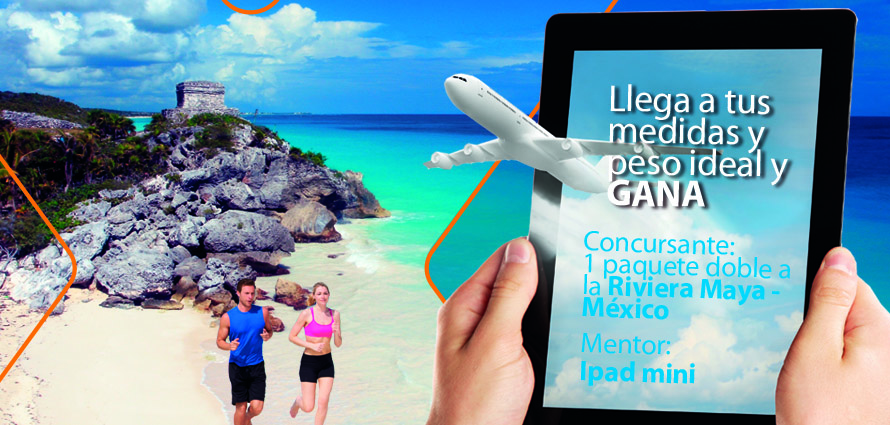 Llega a tus
medidas y
peso ideal y
GANA
Concursante:
1 paquete doble a
la Riviera Maya -
México
Mentor:
Ipad mini